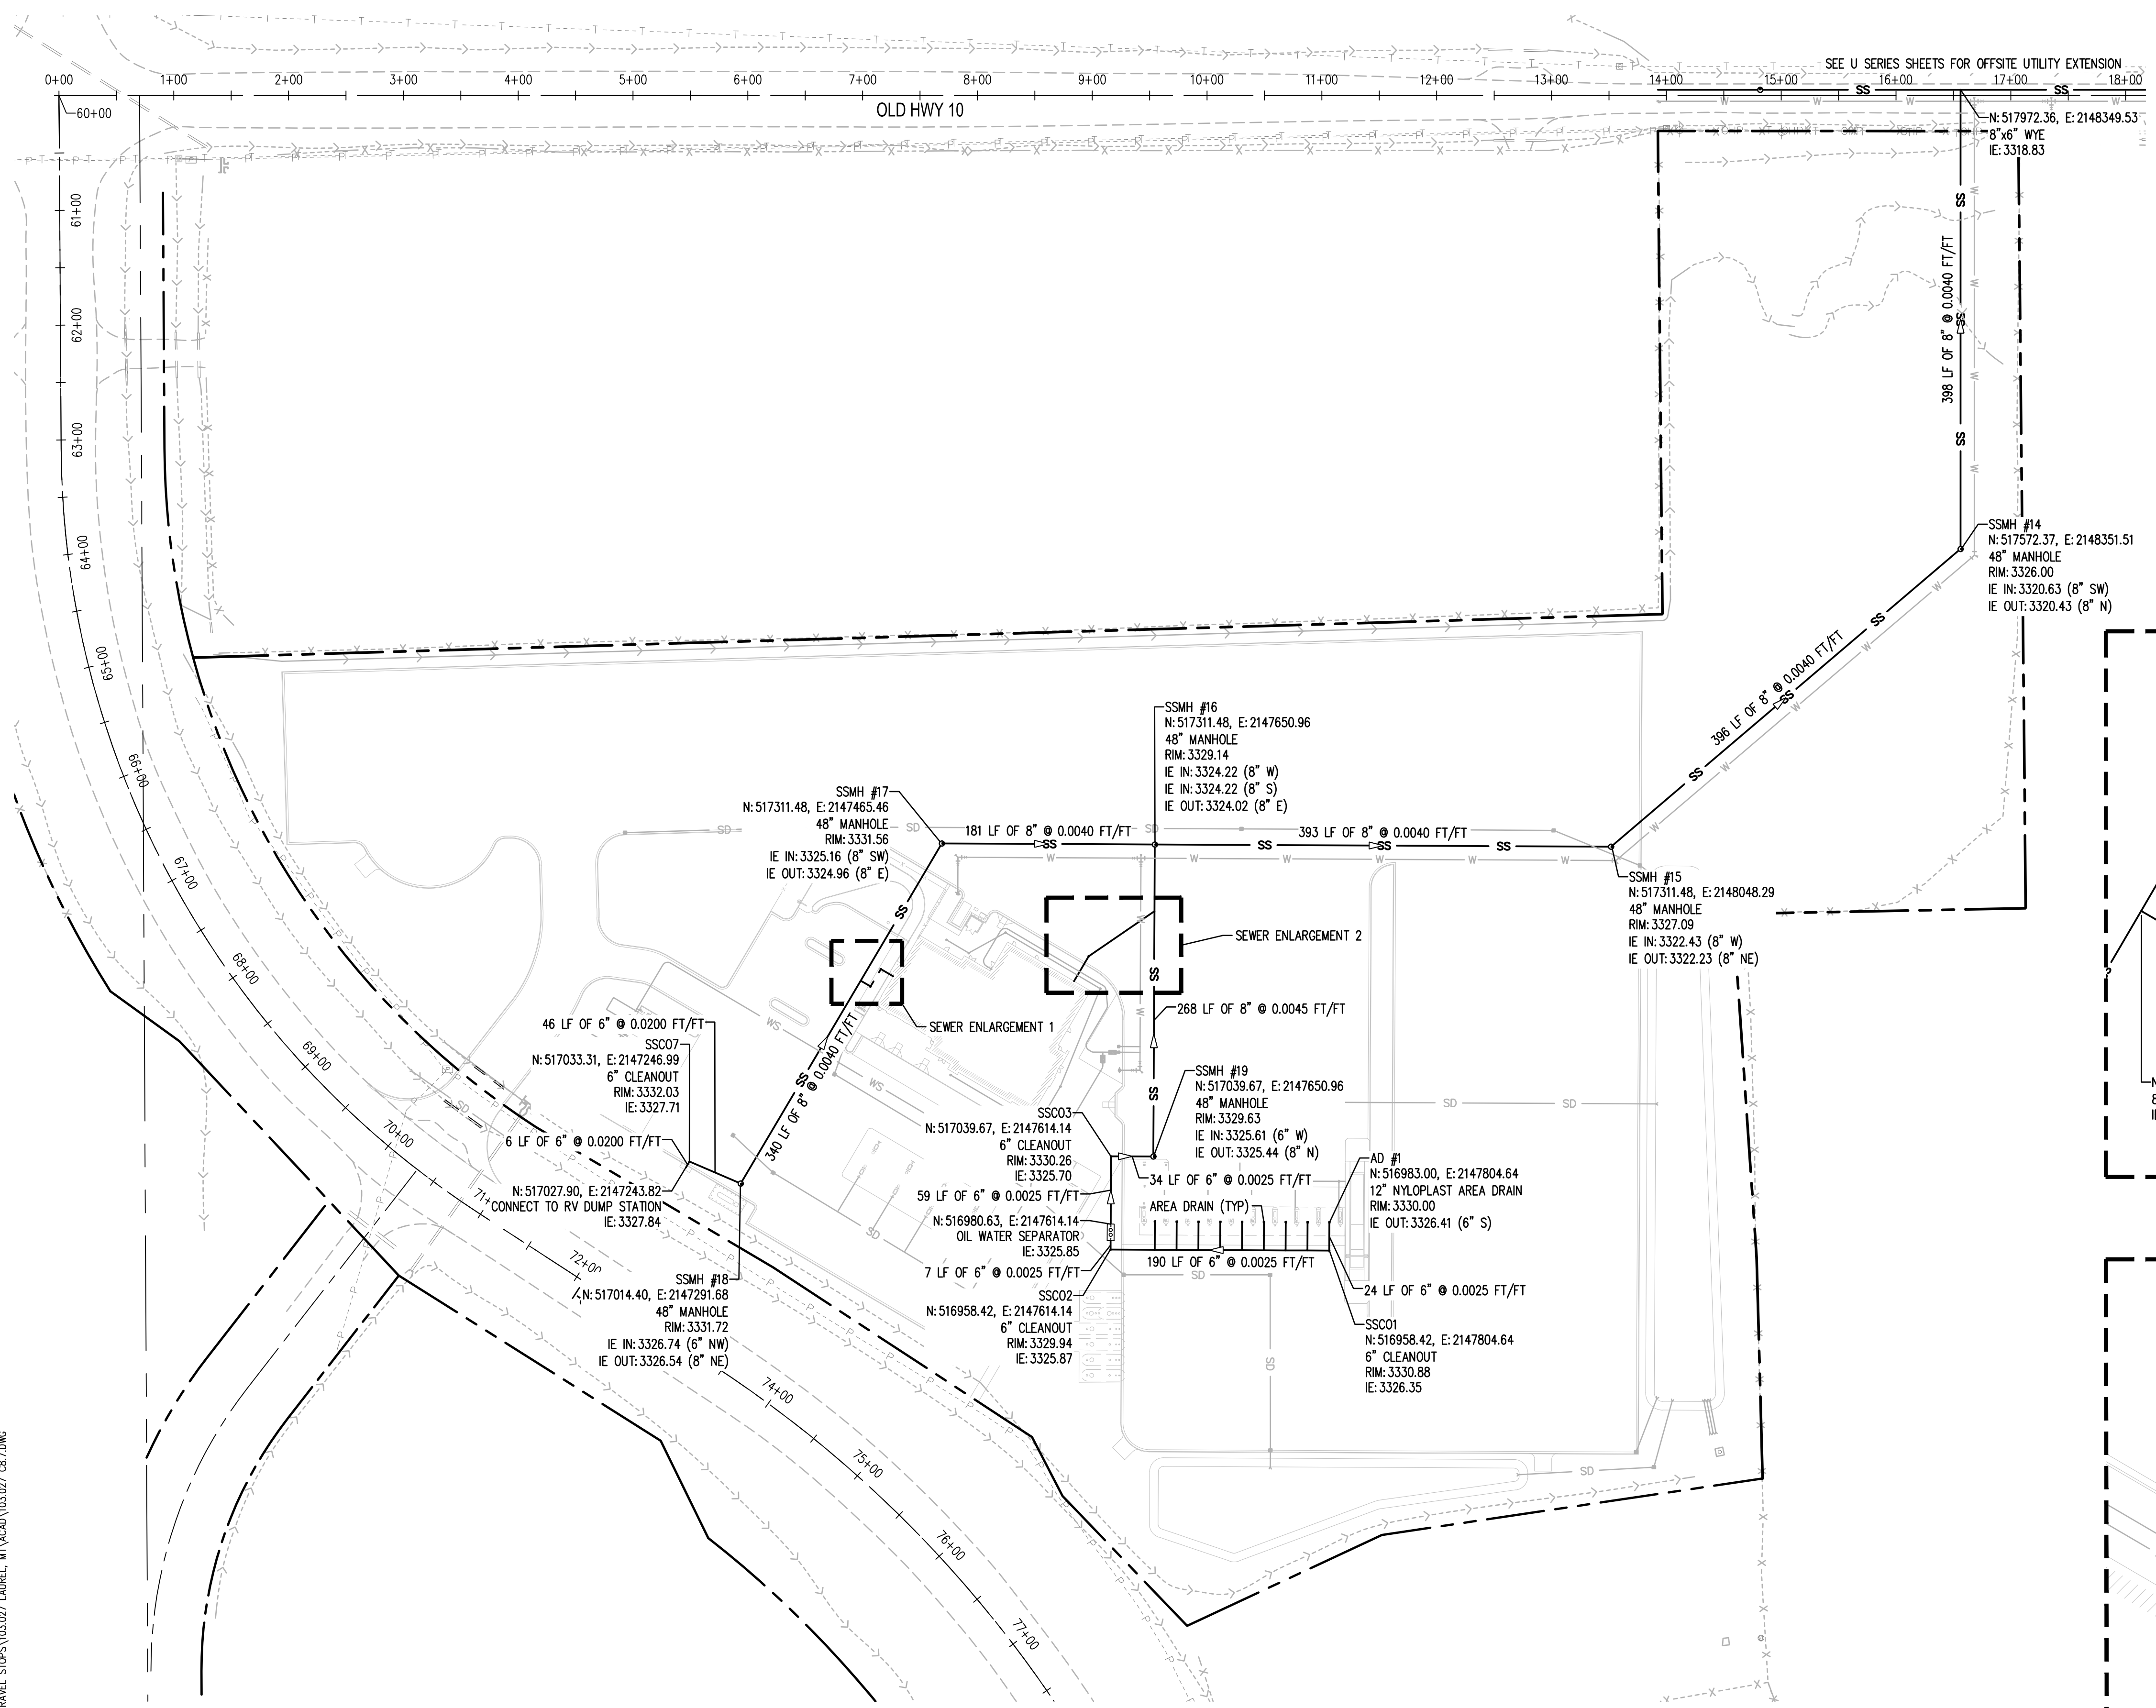 SEE U SERIES SHEETS FOR OFFSITE UTILITY EXTENSION
0+00 1+00 2+00 3+00 4+00 5+00 6+00 7+00 8+00 9+00 10+00 11+00 12+00 13+00 14+00 15+00 16+00 17+00 18+00
OLD HWY 10
60+00
61+00
62+00
63+00
64+00
65+00
66+00
67+00
68+00
69+00
70+00
72+00
74+00
75+00
76+00
77+00
N: 517972.36, E: 2148349.53
8"x6" WYE
IE: 3318.83
398 LF OF 8" @ 0.0040 FT/FT
SSMH #14
N: 517572.37, E: 2148351.51
48" MANHOLE
RIM: 3326.00
IE IN: 3320.63 (8" SW)
IE OUT: 3320.43 (8" N)
396 LF OF 8" @ 0.0040 FT/FT
SSMH #16
N: 517311.48, E: 2147650.96
48" MANHOLE
RIM: 3329.14
IE IN: 3324.22 (8" W)
IE IN: 3324.22 (8" S)
IE OUT: 3324.02 (8" E)
SSMH #17
N: 517311.48, E: 2147465.46
48" MANHOLE
RIM: 3331.56
IE IN: 3325.16 (8" SW)
IE OUT: 3324.96 (8" E)
181 LF OF 8" @ 0.0040 FT/FT
393 LF OF 8" @ 0.0040 FT/FT
SSMH #15
N: 517311.48, E: 2148048.29
48" MANHOLE
RIM: 3327.09
IE IN: 3322.43 (8" W)
IE OUT: 3322.23 (8" NE)
SEWER ENLARGEMENT 2
SEWER ENLARGEMENT 1
268 LF OF 8" @ 0.0045 FT/FT
340 LF OF 8" @ 0.0040 FT/FT
46 LF OF 6" @ 0.0200 FT/FT
SSCO7
N: 517033.31, E: 2147246.99
6" CLEANOUT
RIM: 3332.03
IE: 3327.71
6 LF OF 6" @ 0.0200 FT/FT
N: 517027.90, E: 2147243.82
CONNECT TO RV DUMP STATION
IE: 3327.84
SSMH #18
N: 517014.40, E: 2147291.68
48" MANHOLE
RIM: 3331.72
IE IN: 3326.74 (6" NW)
IE OUT: 3326.54 (8" NE)
SSMH #19
N: 517039.67, E: 2147650.96
48" MANHOLE
RIM: 3329.63
IE IN: 3325.61 (6" W)
IE OUT: 3325.44 (8" N)
SSCO3
N: 517039.67, E: 2147614.14
6" CLEANOUT
RIM: 3330.26
IE: 3325.70
34 LF OF 6" @ 0.0025 FT/FT
59 LF OF 6" @ 0.0025 FT/FT
AREA DRAIN (TYP)
N: 516980.63, E: 2147614.14
OIL WATER SEPARATOR
IE: 3325.85
7 LF OF 6" @ 0.0025 FT/FT
190 LF OF 6" @ 0.0025 FT/FT
SSCO2
N: 516958.42, E: 2147614.14
6" CLEANOUT
RIM: 3329.94
IE: 3325.87
AD #1
N: 516983.00, E: 2147804.64
12" NYLOPLAST AREA DRAIN
RIM: 3330.00
IE OUT: 3326.41 (6" S)
24 LF OF 6" @ 0.0025 FT/FT
SSCO1
N: 516958.42, E: 2147804.64
6" CLEANOUT
RIM: 3330.88
IE: 3326.35